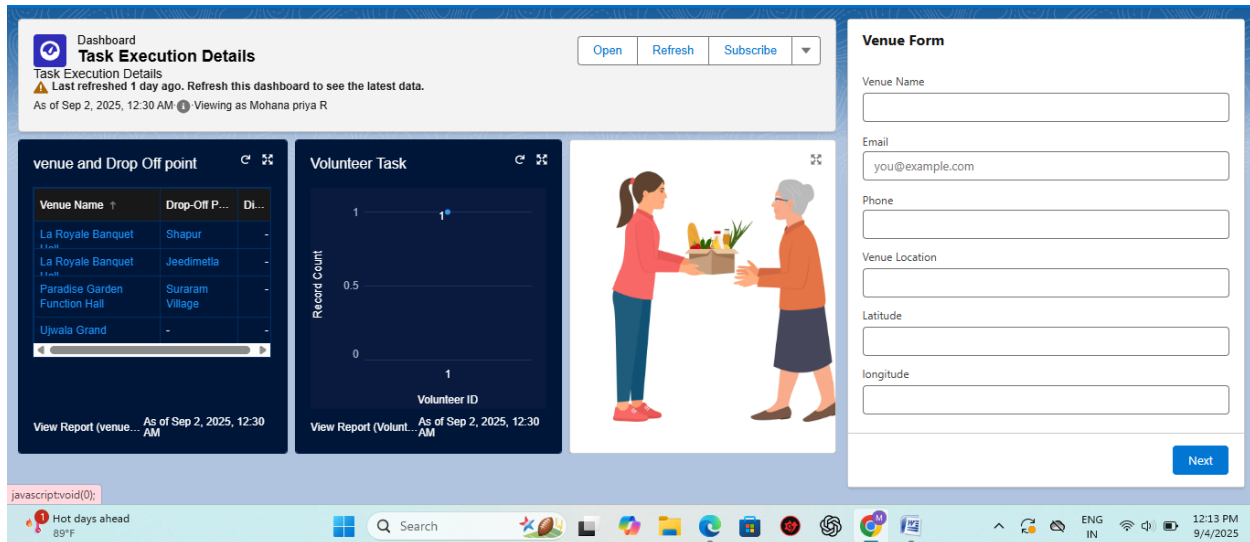 Dashboard
Task Execution Details
Task Execution Details
Last refreshed 1 day ago. Refresh this dashboard to see the latest data.
As of Sep 2, 2025, 12:30 AM·Viewing as Mohana priya R
Open Refresh Subscribe
venue and Drop Off point
Venue Name ↑ Drop-Off P... Di...
La Royale Banquet Shapur -
Hall
La Royale Banquet Jeedimetla -
Hall
Paradise Garden Suraram -
Function Hall Village
Ujwala Grand - -
View Report (venue... As of Sep 2, 2025, 12:30
AM
Volunteer Task
1
1
0.5
0
Record Count
1
Volunteer ID
View Report (Volunt... As of Sep 2, 2025, 12:30
AM
Venue Form
Venue Name
Email
you@example.com
Phone
Venue Location
Latitude
longitude
Next
javascript:void(0);
1
Hot days ahead
89°F
Search
M
ENG
IN
12:13 PM
9/4/2025